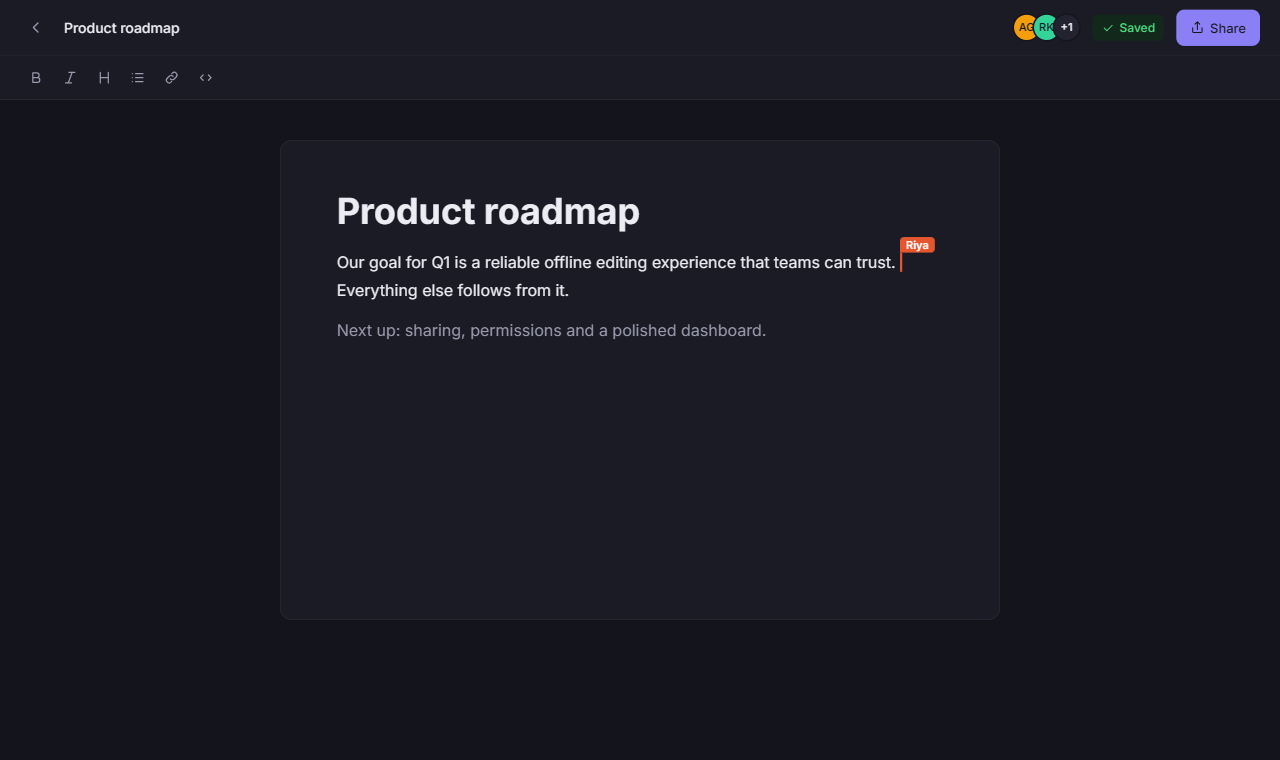 Product roadmap
AG RK +1
Saved
Share
B I H
Product roadmap
Riya
Our goal for Q1 is a reliable offline editing experience that teams can trust.
Everything else follows from it.
Next up: sharing, permissions and a polished dashboard.